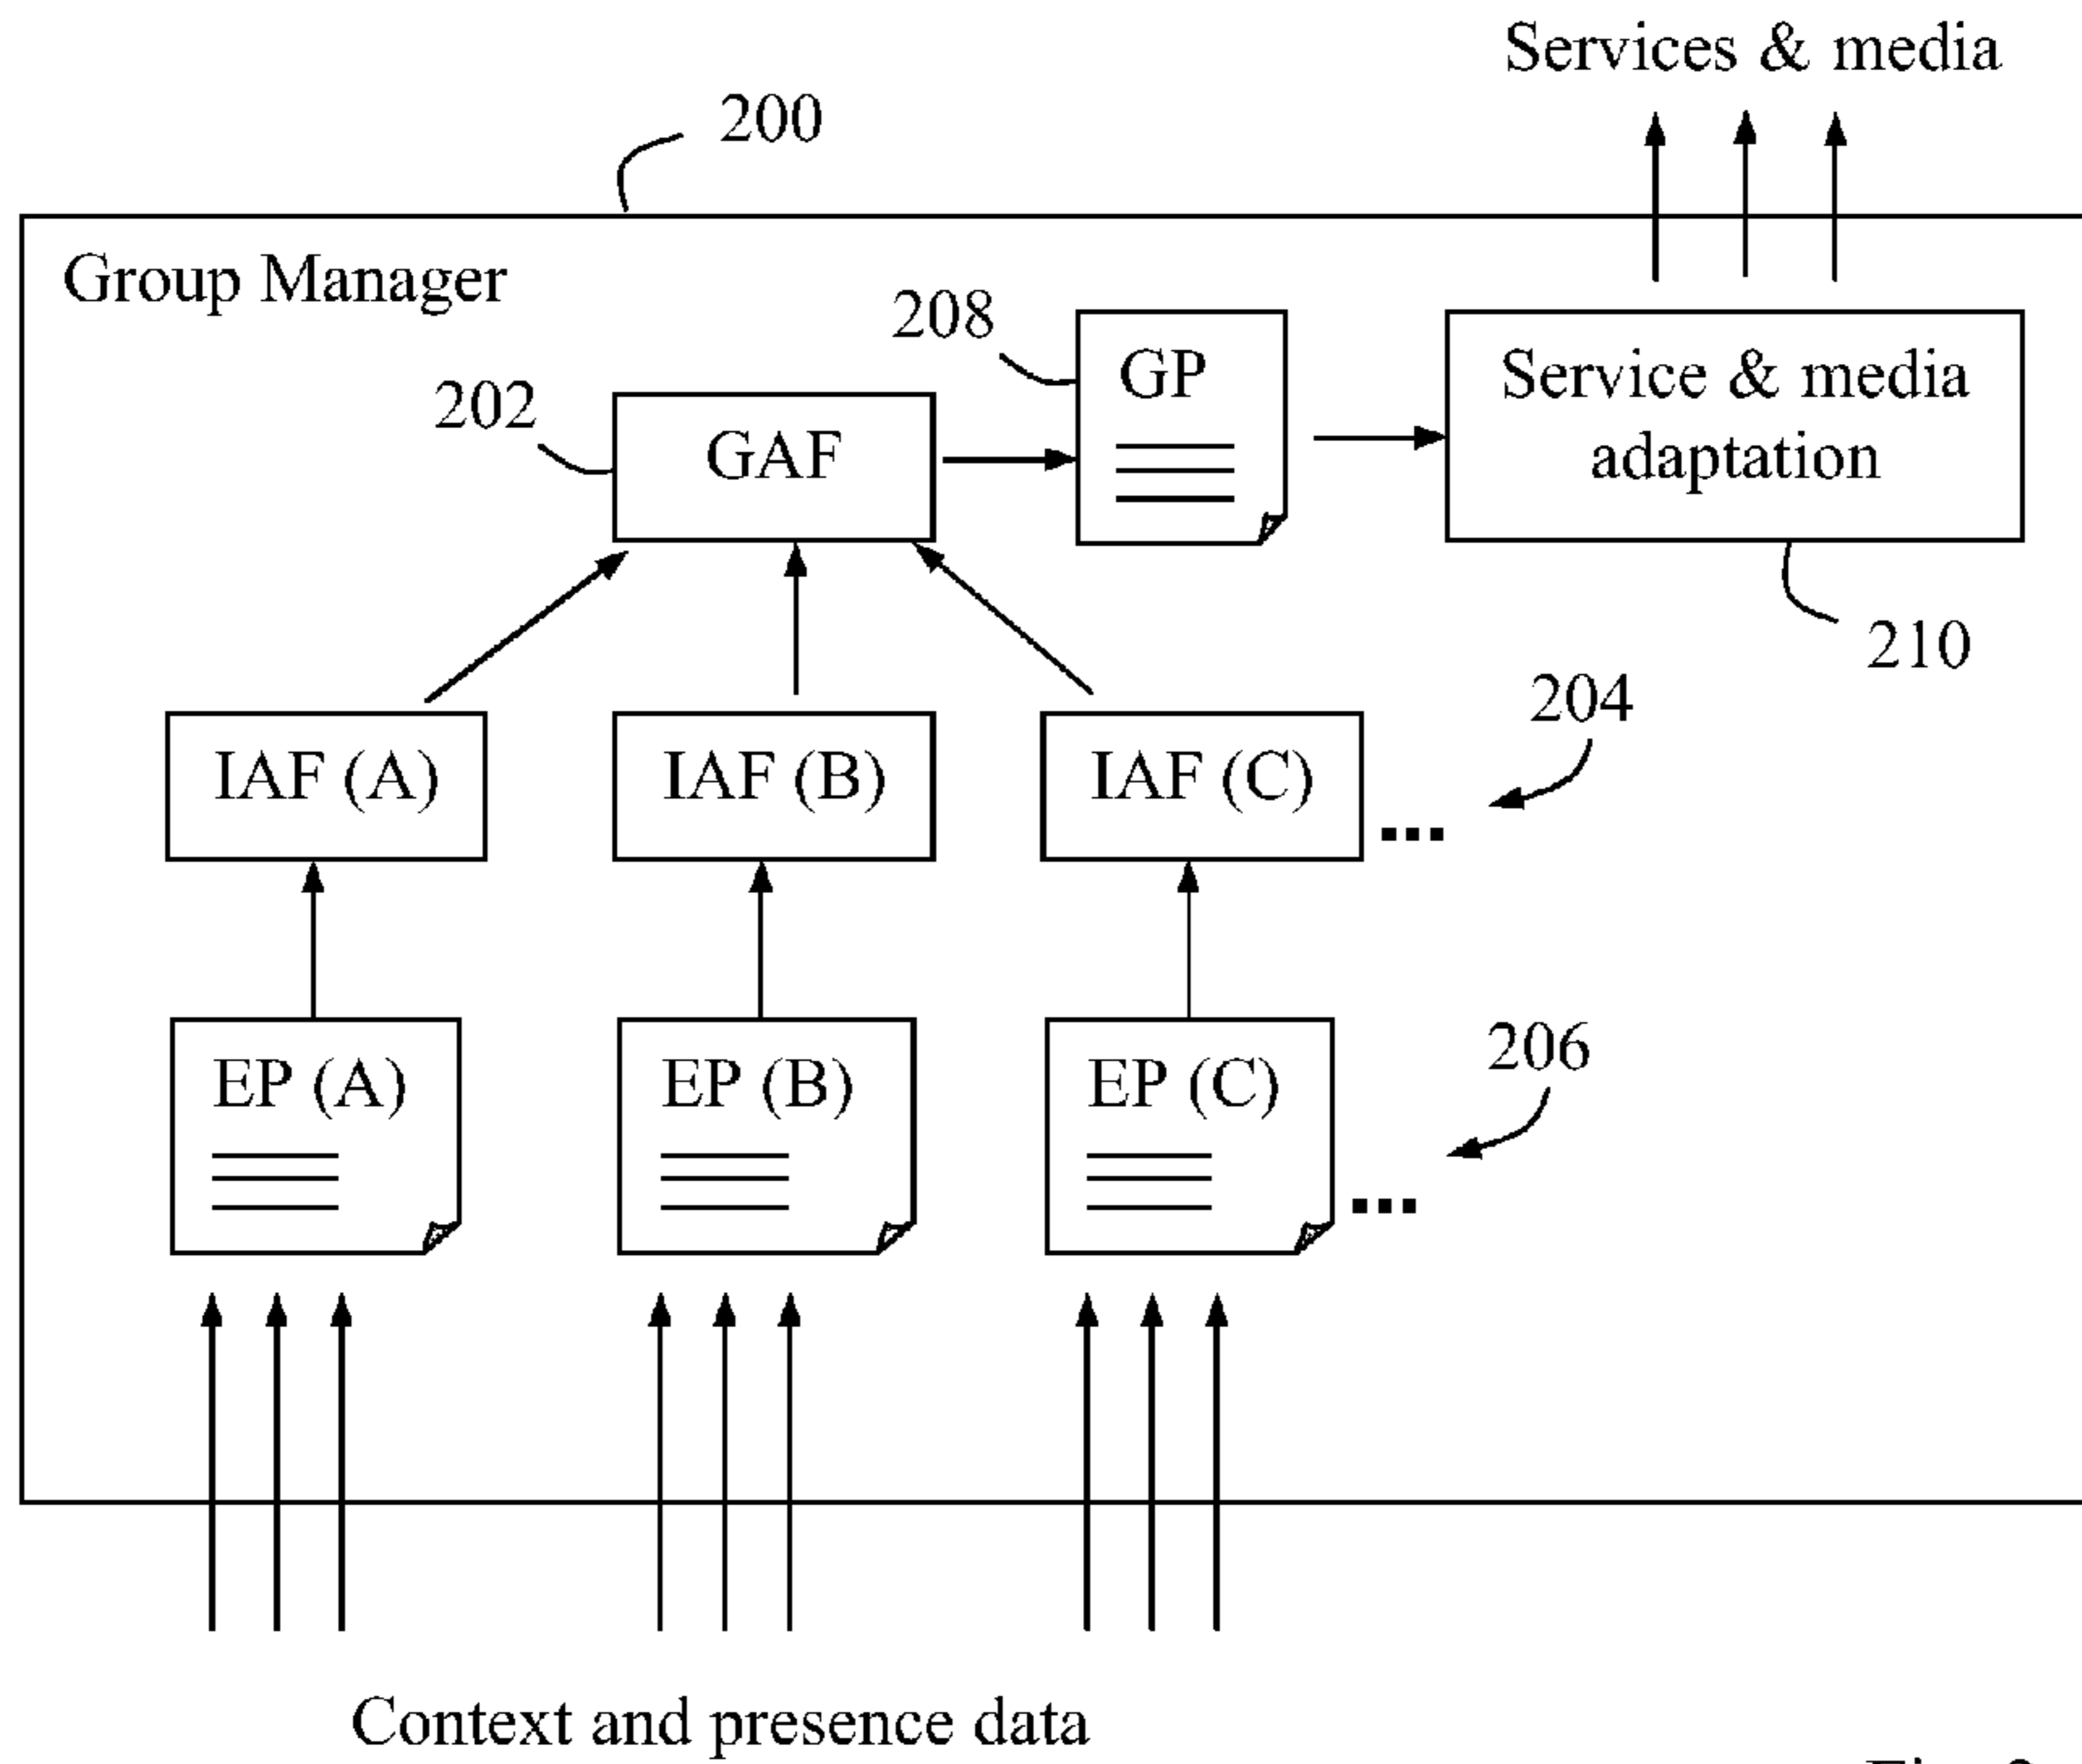 Services & media
200
Group Manager
208
GP
Service & media
adaptation
202
GAF
210
204
IAF (A)
IAF (B)
IAF (C)
...
206
EP (A)
EP (B)
EP (C)
...
Context and presence data